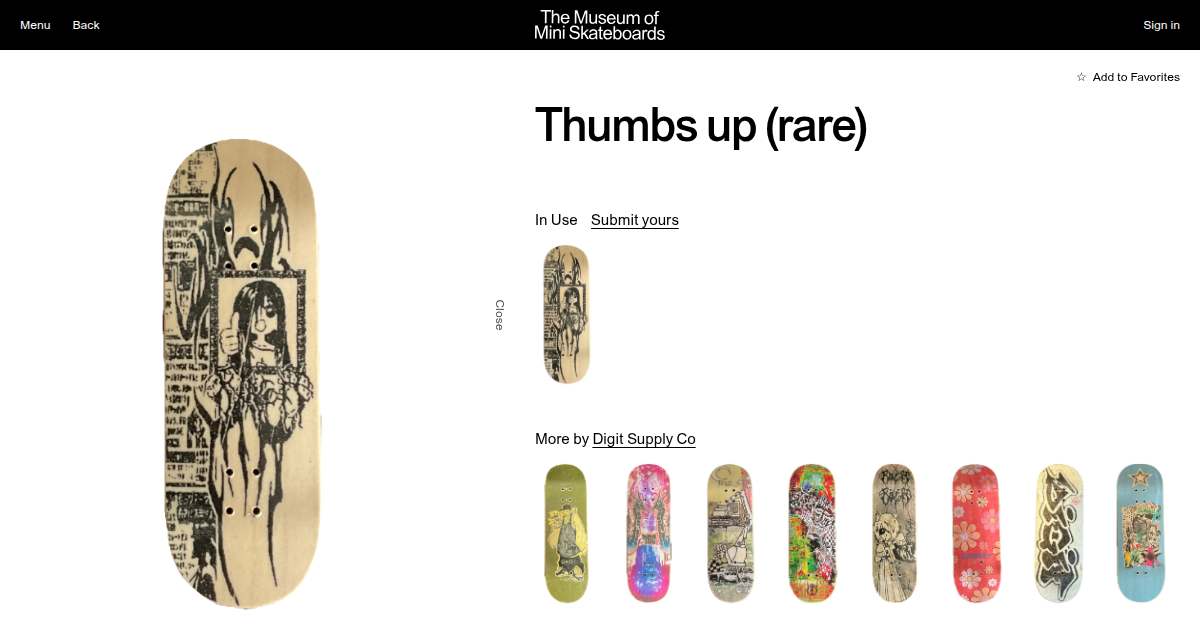 Menu
Back
The Museum of
Mini Skateboards
Sign in
☆ Add to Favorites
Thumbs up (rare)
In Use
Submit yours
Close
More by Digit Supply Co